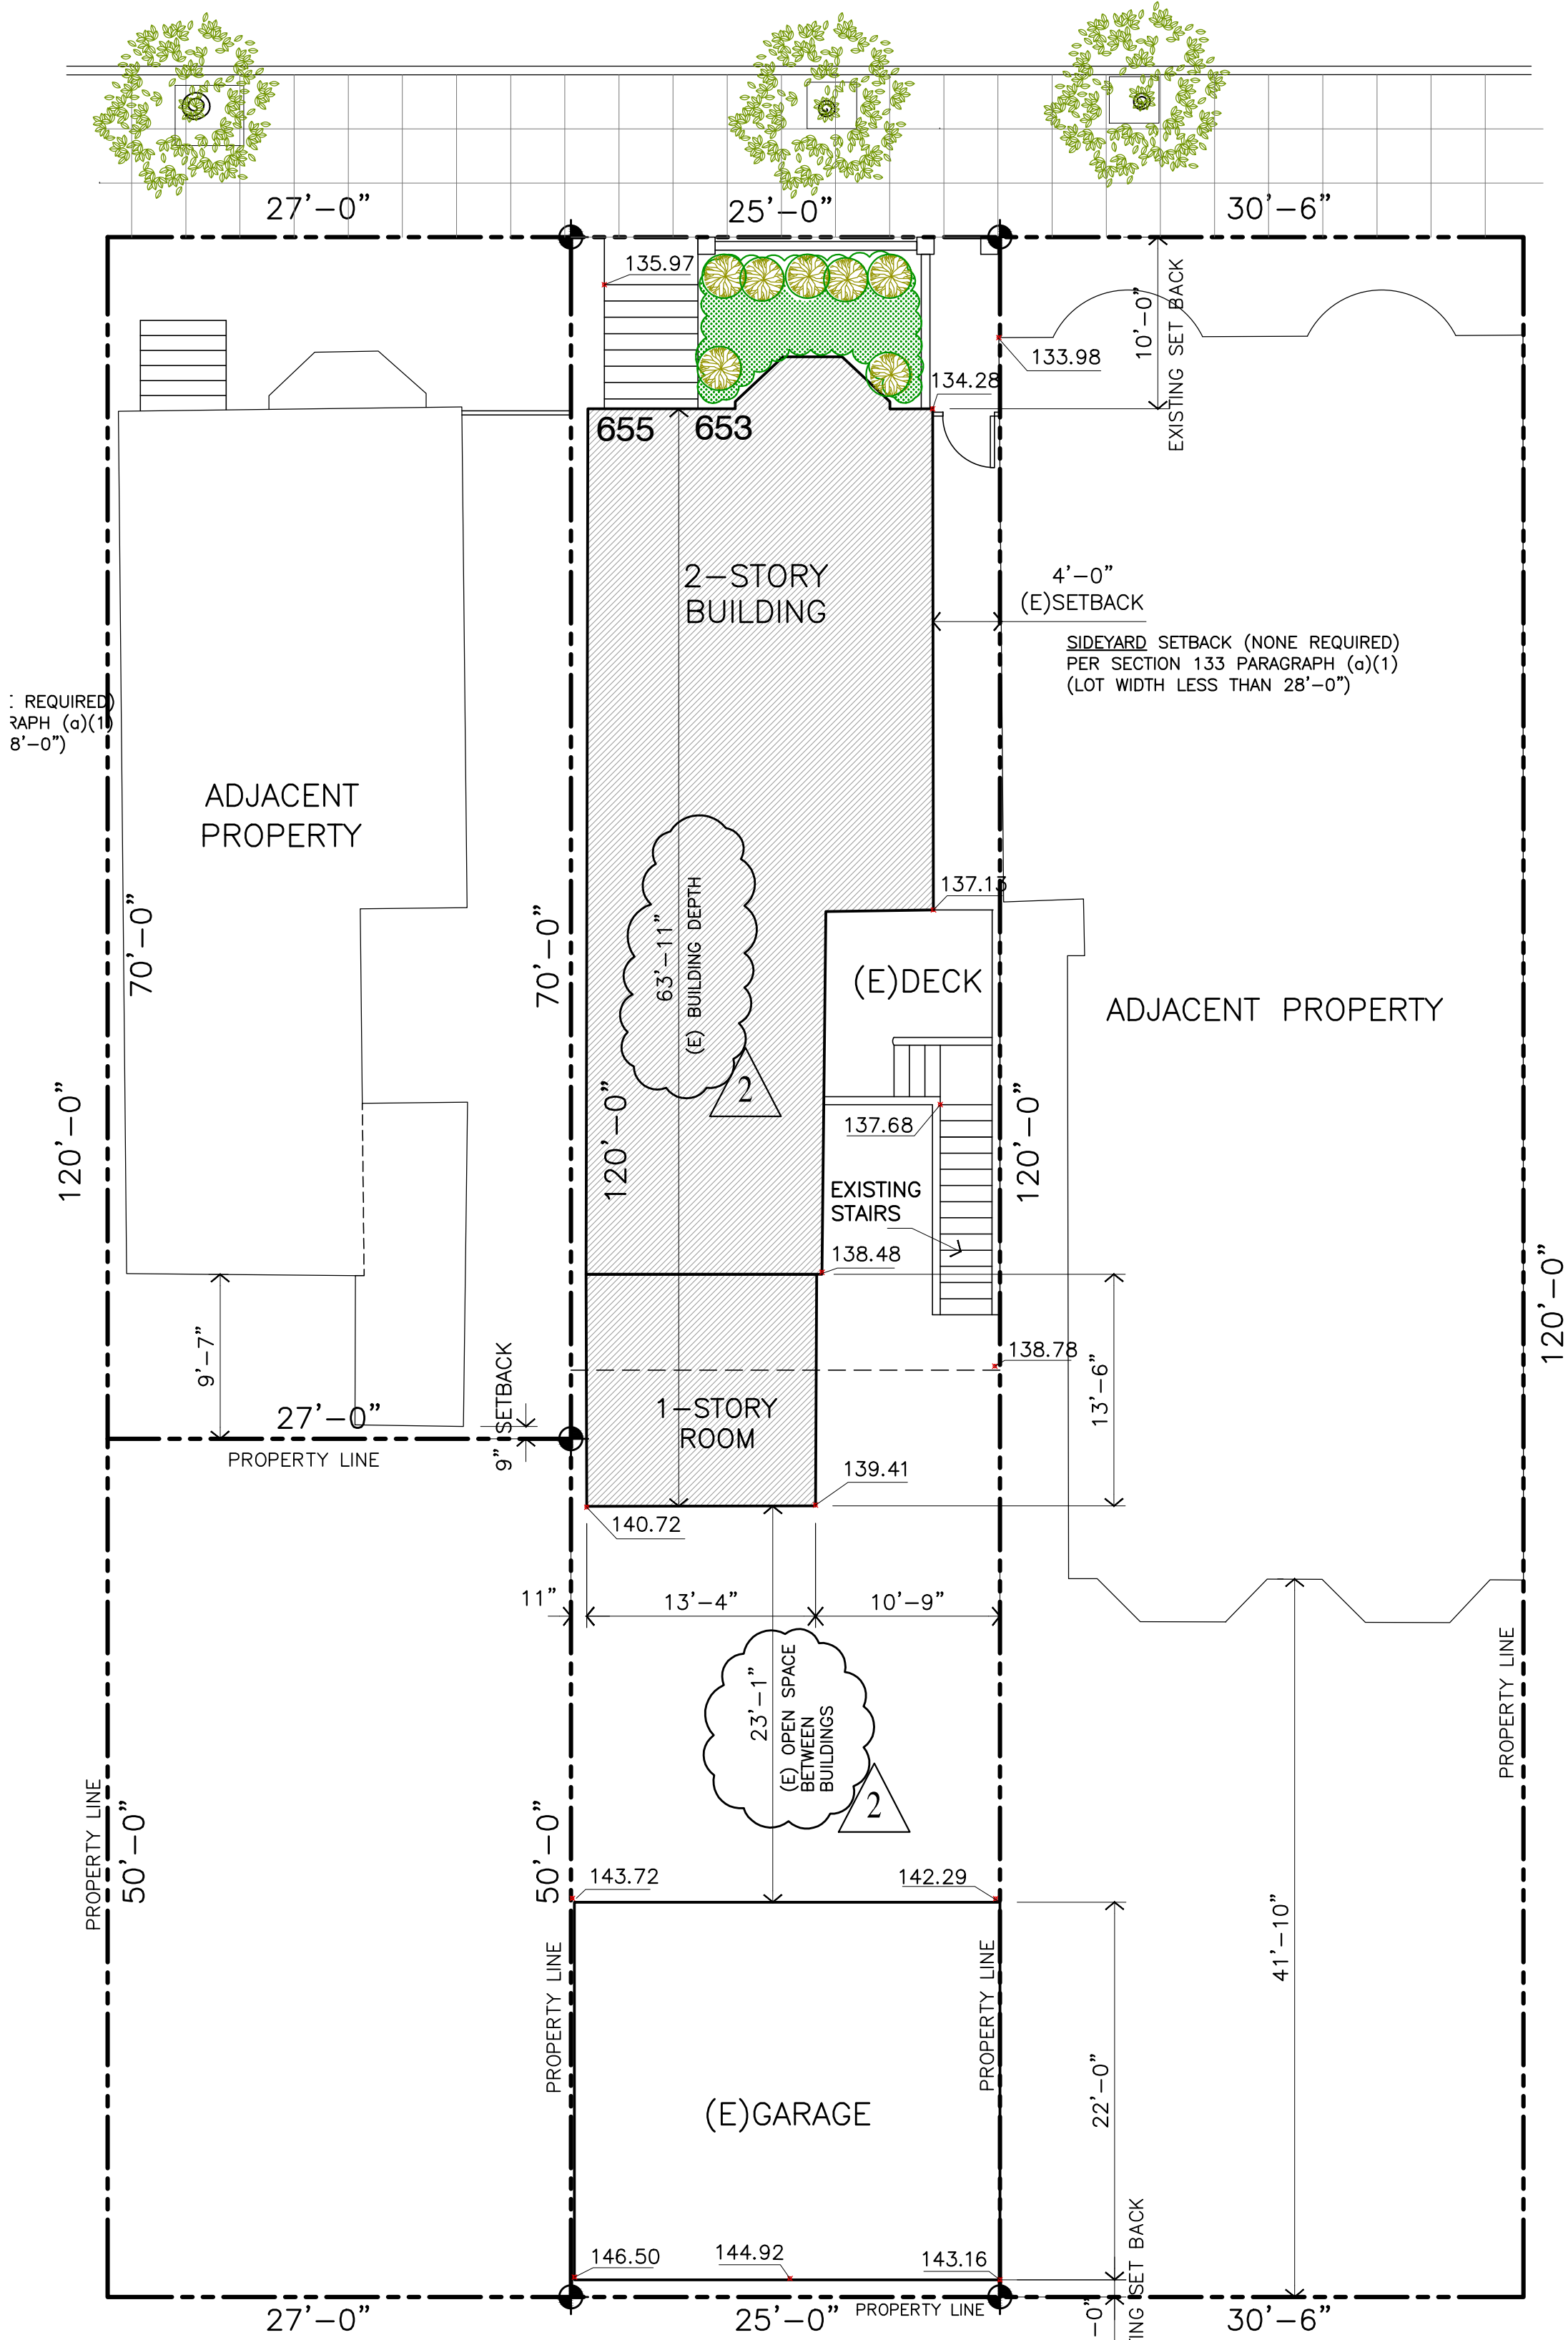 27'-0"
25'-0"
30'-6"
135.97
10'-0"
EXISTING SET BACK
133.98
134.28
655
653
2-STORY
BUILDING
4'-0"
(E)SETBACK
SIDEYARD SETBACK (NONE REQUIRED)
PER SECTION 133 PARAGRAPH (a)(1)
(LOT WIDTH LESS THAN 28'-0")
REQUIRED)
(a)(1)
8'-0")
ADJACENT
PROPERTY
70'-0"
70'-0"
63'-11"
(E) BUILDING DEPTH
2
137.13
(E)DECK
ADJACENT PROPERTY
120'-0"
120'-0"
120'-0"
137.68
EXISTING
STAIRS
138.48
120'-0"
9'-7"
138.78
13'-6"
9" SETBACK
27'-0"
PROPERTY LINE
1-STORY
ROOM
139.41
140.72
11"
13'-4"
10'-9"
23'-1"
(E) OPEN SPACE
BETWEEN
BUILDINGS
2
PROPERTY LINE
PROPERTY LINE
50'-0"
50'-0"
143.72
142.29
41'-10"
PROPERTY LINE
PROPERTY LINE
22'-0"
(E)GARAGE
146.50
144.92
143.16
SET BACK
-0"
27'-0"
25'-0"
PROPERTY LINE
30'-6"